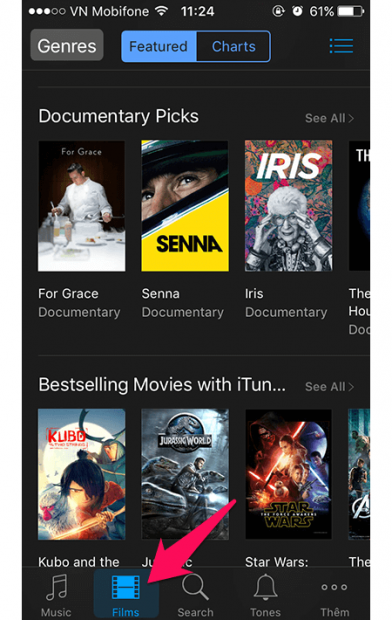 VN Mobifone 11:24 61%
Genres Featured Charts
Documentary Picks See All >
For Grace
SENNA
IRIS
TH
For Grace Senna Iris The
Documentary Documentary Documentary Hou
Doc
Bestselling Movies with iTun... See All >
KUBO
JURASSIC WORLD
STAR WARS
THE FORCE AWAKENS
A
Kubo and the Ju ic Star Wars: The
Music Films Search Tones Thêm